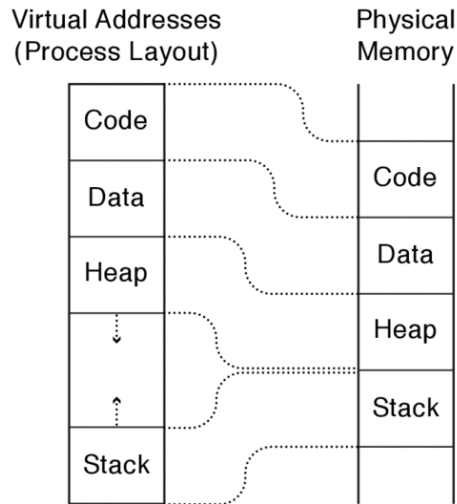 Virtual Addresses
(Process Layout)
Code
Data
Heap
Stack
Physical
Memory
Code
Data
Heap
Stack